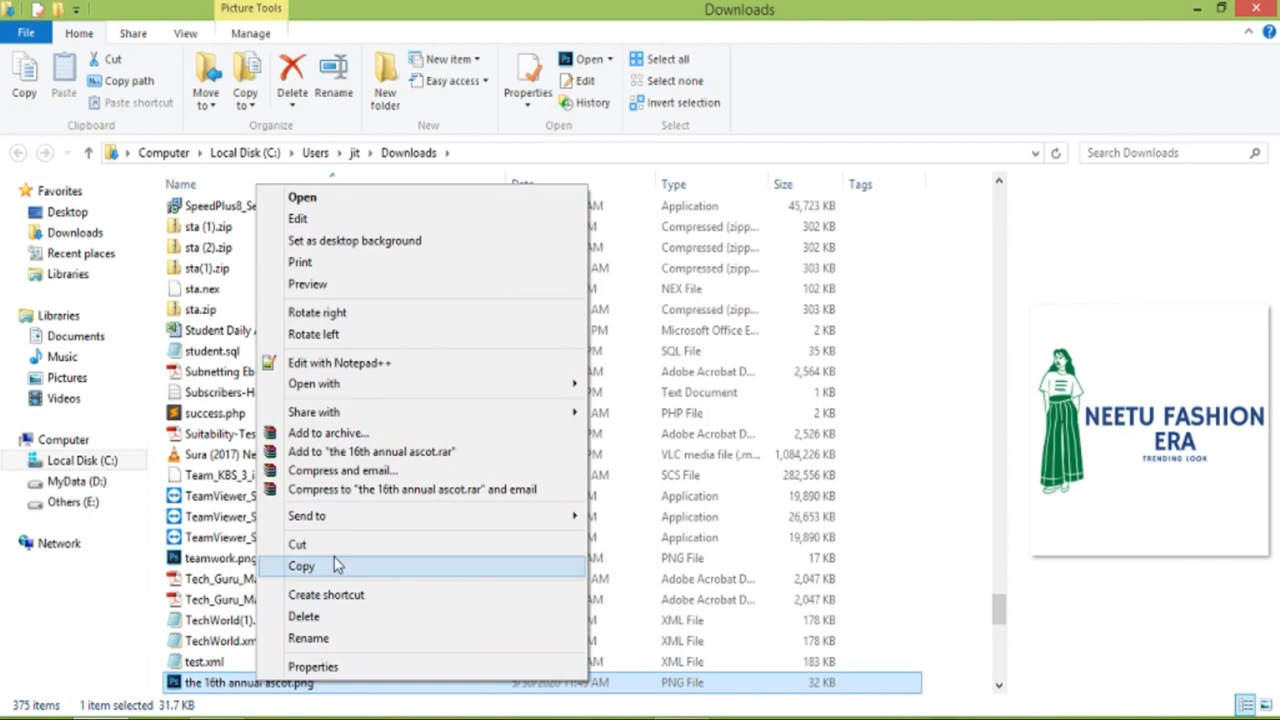 Picture Tools
Downloads
File
Home
Share
View
Manage
Copy
Paste
Cut
Copy path
Paste shortcut
Clipboard
Move to
Copy to
Delete
Rename
Organize
New folder
New item
Easy access
New
Properties
Open
Edit
History
Open
Select all
Select none
Invert selection
Select
Computer
Local Disk (C:)
Users
jit
Downloads
Search Downloads
Favorites
Desktop
Downloads
Recent places
Libraries
Libraries
Documents
Music
Pictures
Videos
Computer
Local Disk (C:)
MyData (D:)
Others (E:)
Network
Name
Type
Size
Tags
SpeedPlus8_Se
Application
45,723 KB
sta (1).zip
Compressed (zipp...
302 KB
sta (2).zip
Compressed (zipp...
302 KB
sta(1).zip
AM
Compressed (zipp...
303 KB
sta.nex
NEX File
102 KB
sta.zip
Compressed (zipp...
303 KB
Student Daily
PM
Microsoft Office E...
2 KB
student.sql
SQL File
35 KB
Subnetting Eb
Adobe Acrobat D...
2,564 KB
Subscribers-H
Text Document
1 KB
success.php
AM
PHP File
2 KB
Suitability-Tes
Adobe Acrobat D...
2,526 KB
Sura (2017) Ne
VLC media file (.m...
1,084,226 KB
Team_KBS_3_i
SCS File
282,556 KB
TeamViewer_S
Application
19,890 KB
TeamViewer_S
Application
26,653 KB
TeamViewer_S
Application
19,890 KB
teamwork.png
PNG File
17 KB
Tech_Guru_Ma
Adobe Acrobat D...
2,047 KB
Tech_Guru_Ma
Adobe Acrobat D...
2,047 KB
TechWorld(1).
XML File
178 KB
TechWorld.xm
XML File
178 KB
test.xml
XML File
183 KB
the 16th annual ascot.png
5/30/2020 11:49 AM
PNG File
32 KB
Open
Edit
Set as desktop background
Print
Preview
Rotate right
Rotate left
Edit with Notepad++
Open with
Share with
Add to archive...
Add to "the 16th annual ascot.rar"
Compress and email...
Compress to "the 16th annual ascot.rar" and email
Send to
Cut
Copy
Create shortcut
Delete
Rename
Properties
NEETU FASHION
ERA
TRENDING LOOK
375 items
1 item selected 31.7 KB